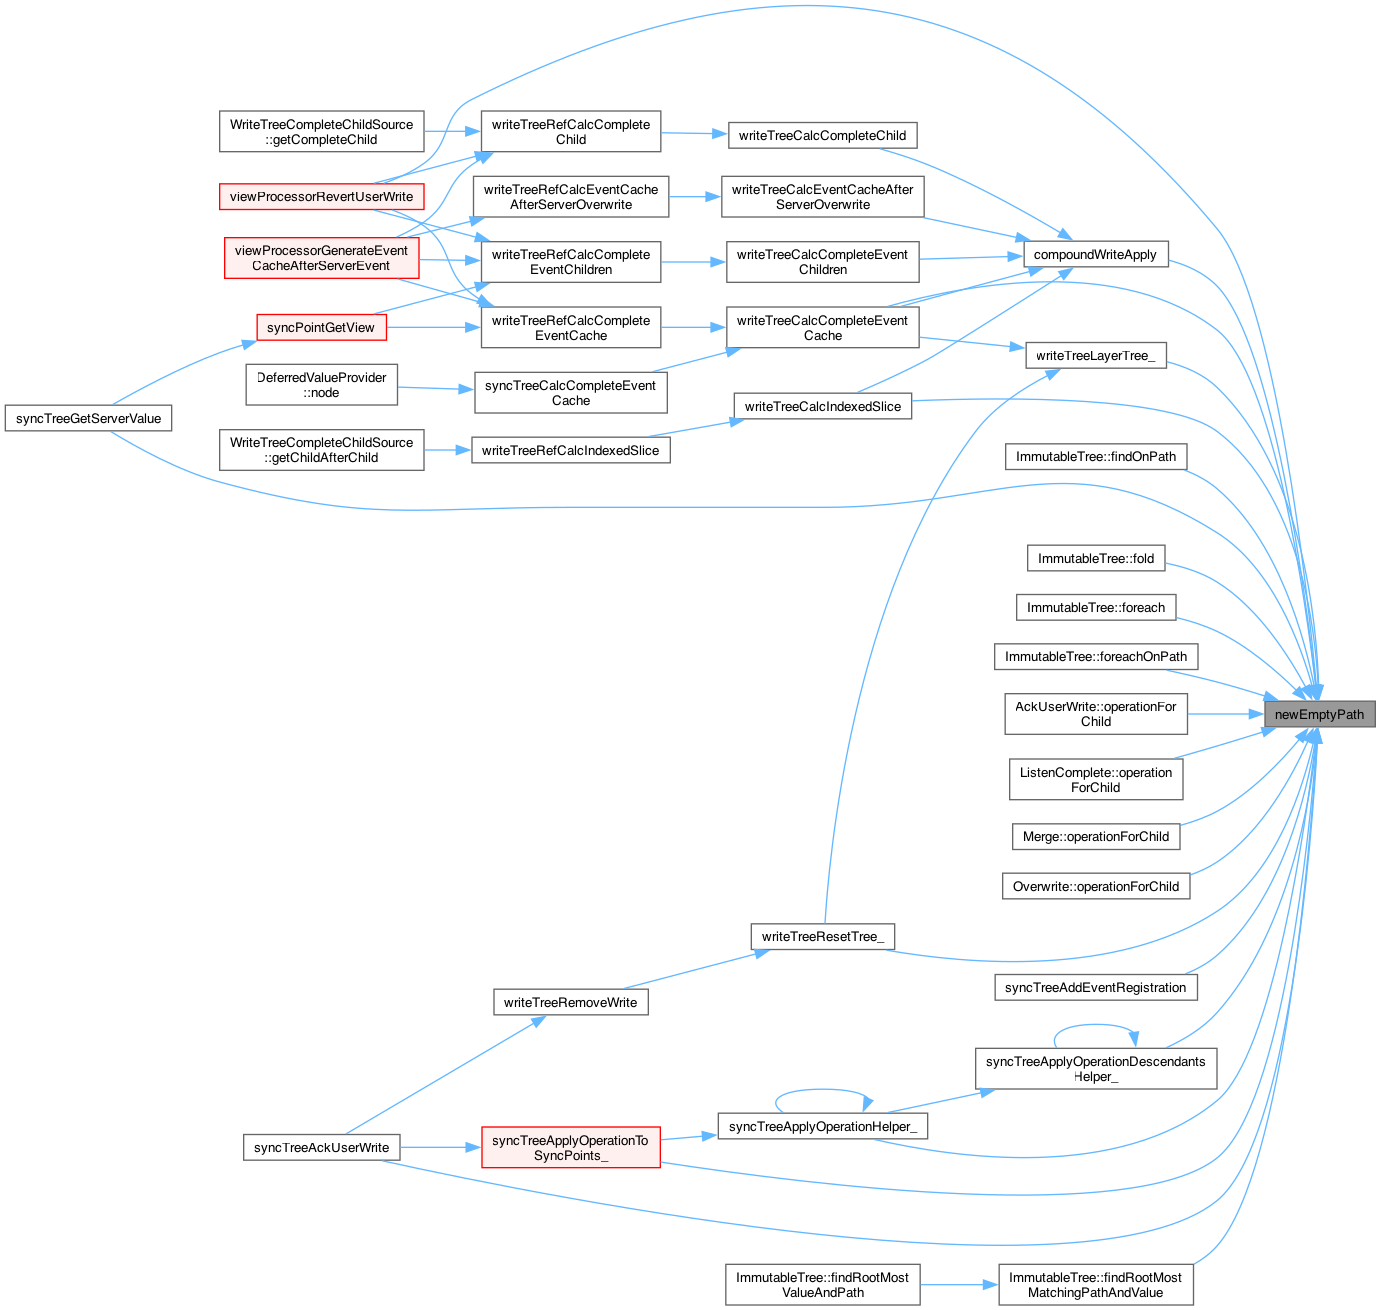 WriteTreeCompleteChildSource
::getCompleteChild
writeTreeRefCalcComplete
Child
writeTreeCalcCompleteChild
viewProcessorRevertUserWrite
writeTreeRefCalcEventCache
AfterServerOverwrite
writeTreeCalcEventCacheAfter
ServerOverwrite
viewProcessorGenerateEvent
CacheAfterServerEvent
writeTreeRefCalcComplete
EventChildren
writeTreeCalcCompleteEvent
Children
compoundWriteApply
syncPointGetView
writeTreeRefCalcComplete
EventCache
writeTreeCalcCompleteEvent
Cache
writeTreeLayerTree_
DeferredValueProvider
::node
syncTreeCalcCompleteEvent
Cache
writeTreeCalcIndexedSlice
syncTreeGetServerValue
WriteTreeCompleteChildSource
::getChildAfterChild
writeTreeRefCalcIndexedSlice
ImmutableTree::findOnPath
ImmutableTree::fold
ImmutableTree::foreach
ImmutableTree::foreachOnPath
AckUserWrite::operationFor
Child
newEmptyPath
ListenComplete::operation
ForChild
Merge::operationForChild
Overwrite::operationForChild
writeTreeResetTree_
syncTreeAddEventRegistration
writeTreeRemoveWrite
syncTreeApplyOperationDescendants
Helper_
syncTreeApplyOperationHelper_
syncTreeAckUserWrite
syncTreeApplyOperationTo
SyncPoints_
ImmutableTree::findRootMost
ValueAndPath
ImmutableTree::findRootMost
MatchingPathAndValue